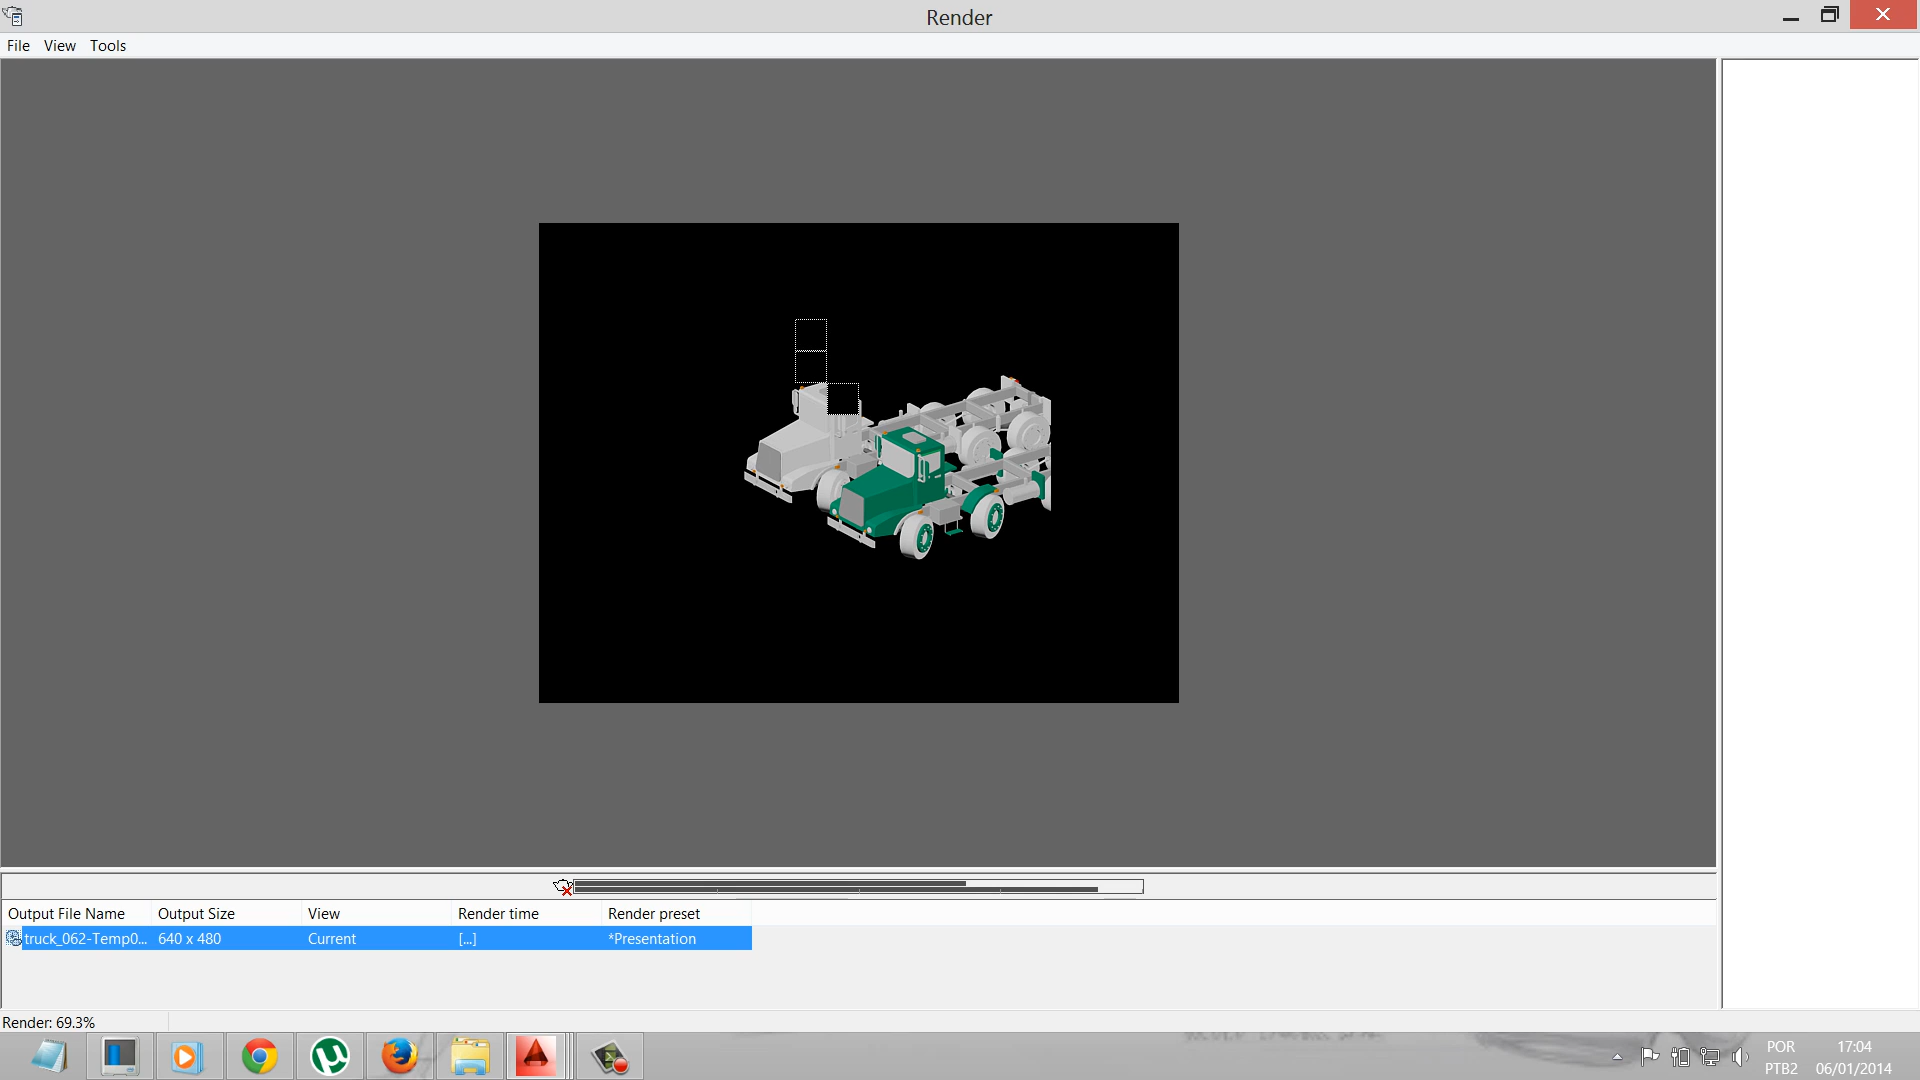 Render
File View Tools
Output File Name Output Size View Render time Render preset
truck_062-Temp0... 640 x 480 Current [...] *Presentation
Render: 69.3%
POR 17:04
PTB2 06/01/2014